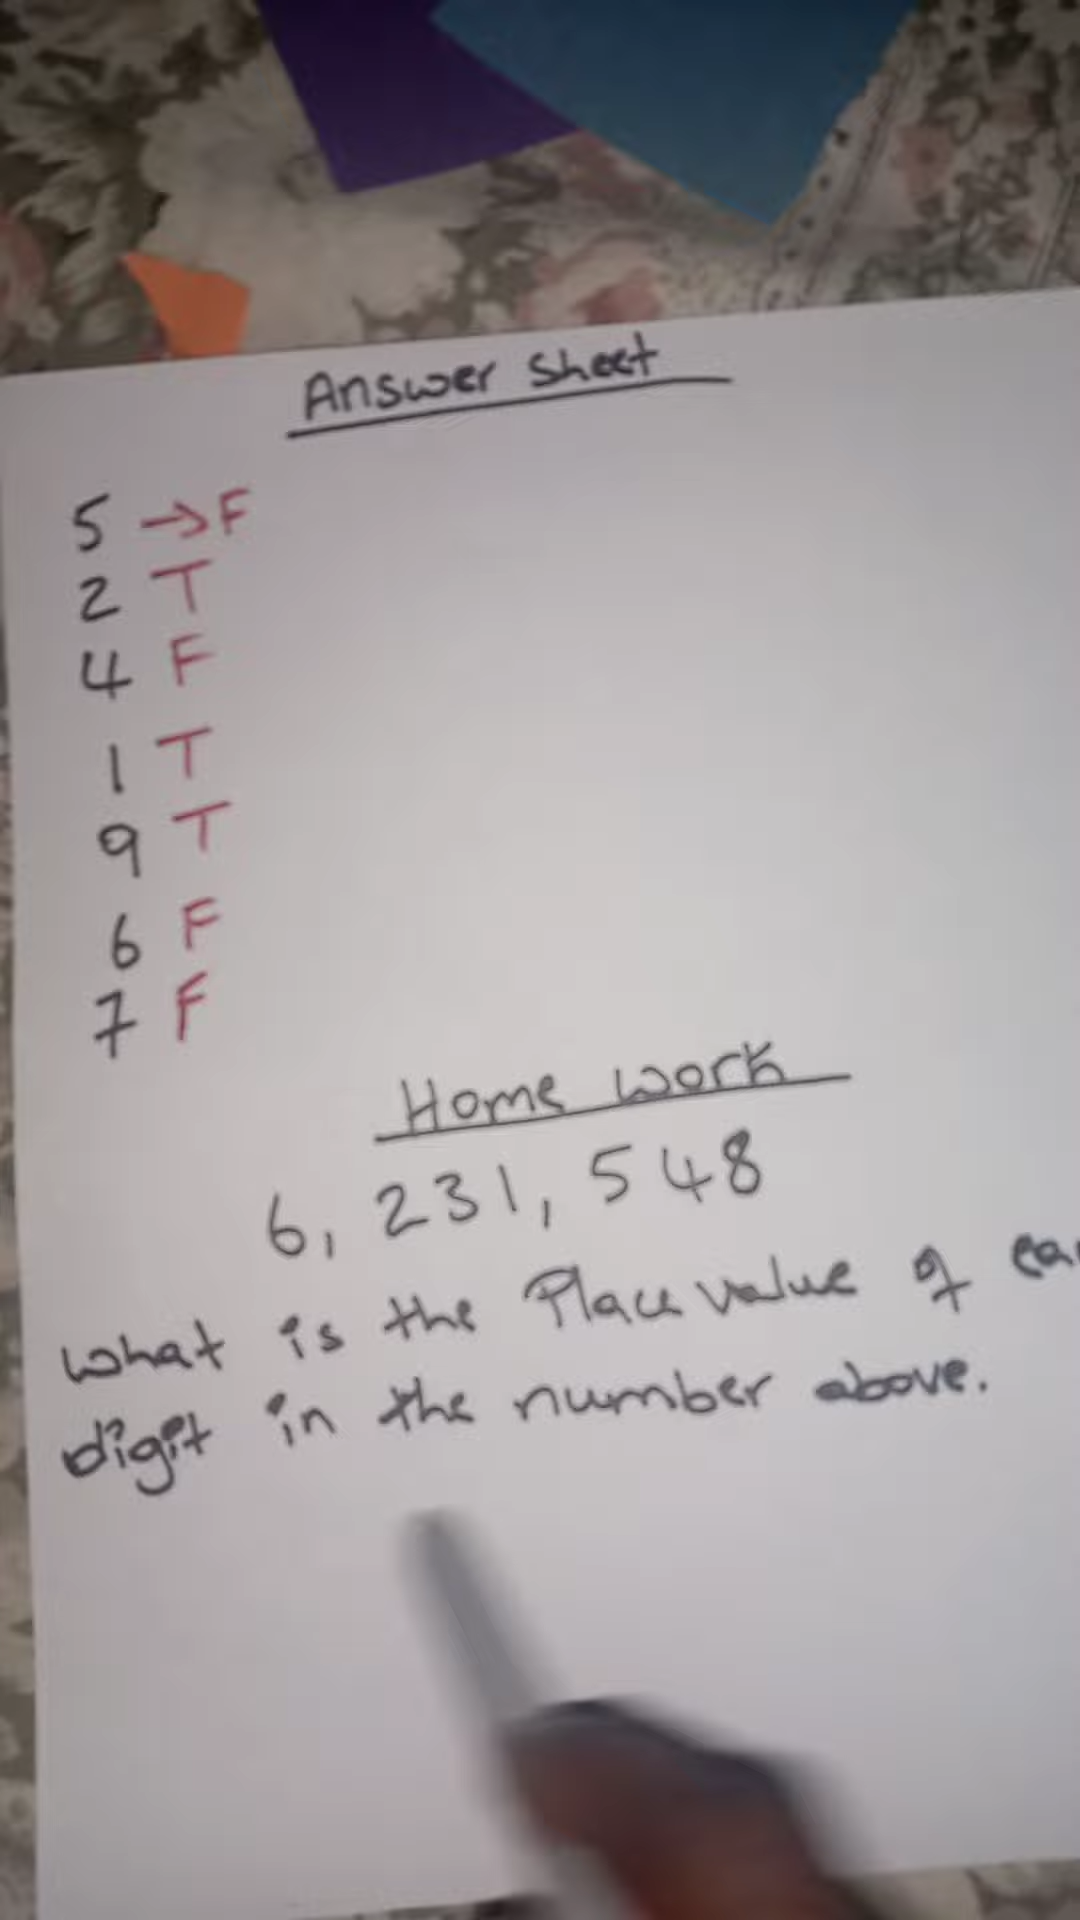 Answer sheet
5 → F
2 T
4 F
1 T
9 T
6 F
7 F
Home work
6, 231, 548
what is the Place value of
digit in the number above.